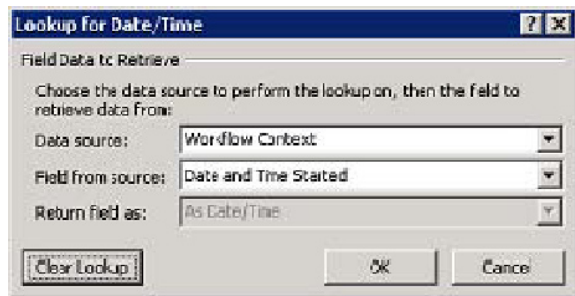 Lookup for Date/Time
Field Data to Retrieve
Choose the data source to perform the lookup on, then the field to
retrieve data from:
Data source:
Workflow Context
Field from source:
Date and Time Started
Return field as:
As Date/Time
Clear Lookup
OK
Cancel